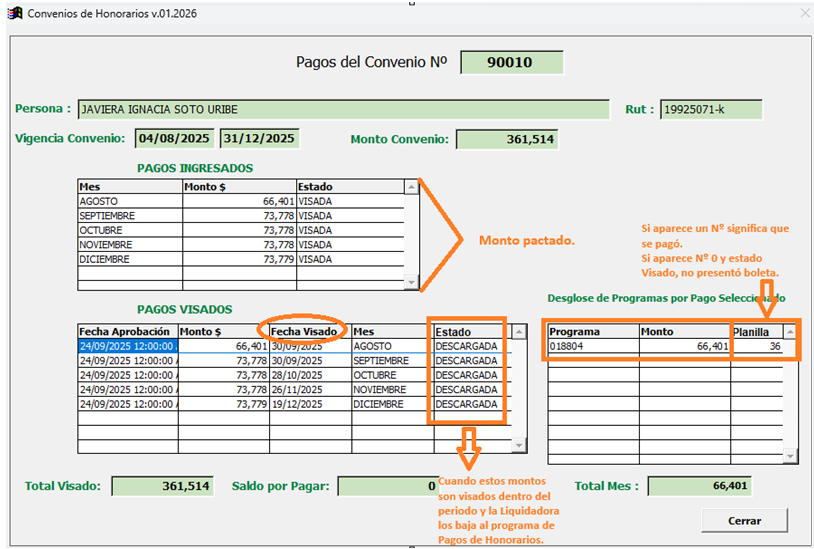 Convenios de Honorarios v.01.2026
Pagos del Convenio Nº 90010
Persona : JAVIERA IGNACIA SOTO URIBE Rut : 19925071-k
Vigencia Convenio: 04/08/2025 31/12/2025 Monto Convenio: 361,514
PAGOS INGRESADOS
Mes Monto $ Estado
AGOSTO 66,401 VISADA
SEPTIEMBRE 73,778 VISADA
OCTUBRE 73,778 VISADA
NOVIEMBRE 73,778 VISADA
DICIEMBRE 73,779 VISADA
Monto pactado.
Si aparece un Nº significa que
se pagó.
Si aparece Nº 0 y estado
Visado, no presentó boleta.
PAGOS VISADOS
Fecha Aprobación Monto $ Fecha Visado Mes Estado
24/09/2025 12:00:00 66,401 30/09/2025 AGOSTO DESCARGADA
24/09/2025 12:00:00 A 73,778 30/09/2025 SEPTIEMBRE DESCARGADA
24/09/2025 12:00:00 A 73,778 28/10/2025 OCTUBRE DESCARGADA
24/09/2025 12:00:00 A 73,778 26/11/2025 NOVIEMBRE DESCARGADA
24/09/2025 12:00:00 A 73,779 19/12/2025 DICIEMBRE DESCARGADA
Desglose de Programas por Pago Seleccionado
Programa Monto Planilla
018804 66,401 36
Total Visado: 361,514 Saldo por Pagar: 0
Cuando estos montos
son visados dentro del
periodo y la Liquidadora
los baja al programa de
Pagos de Honorarios.
Total Mes : 66,401
Cerrar